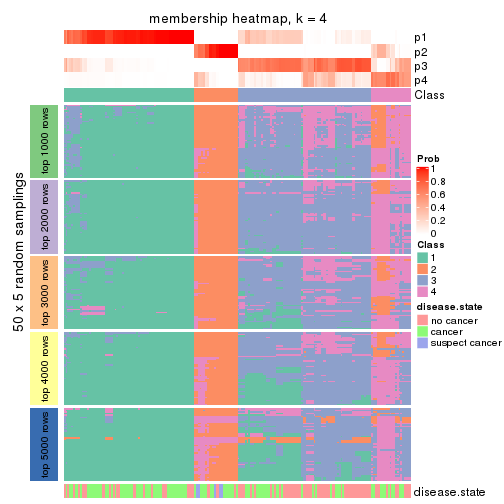 membership heatmap, k = 4
p1
p2
p3
p4
Class
50 x 5 random samplings
top 1000 rows
top 2000 rows
top 3000 rows
top 4000 rows
top 5000 rows
Prob
1
0.8
0.6
0.4
0.2
0
Class
1
2
3
4
disease.state
no cancer
cancer
suspect cancer
disease.state